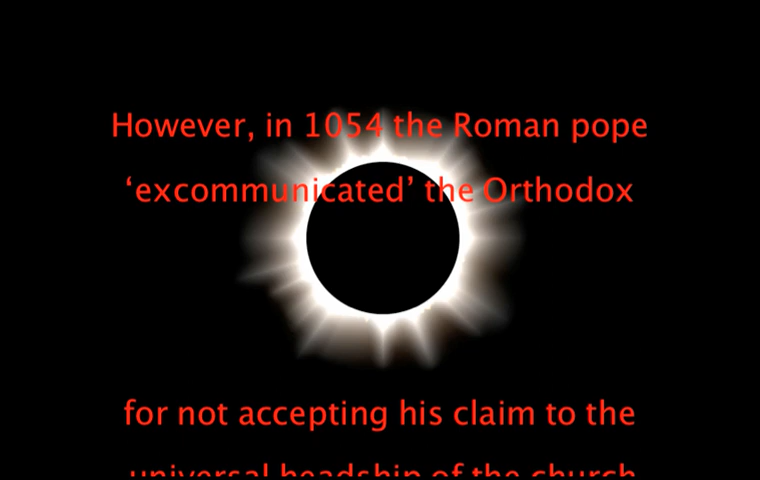 However, in 1054 the Roman pope
‘excommunicated’ the Orthodox
for not accepting his claim to the
universal headship of the church